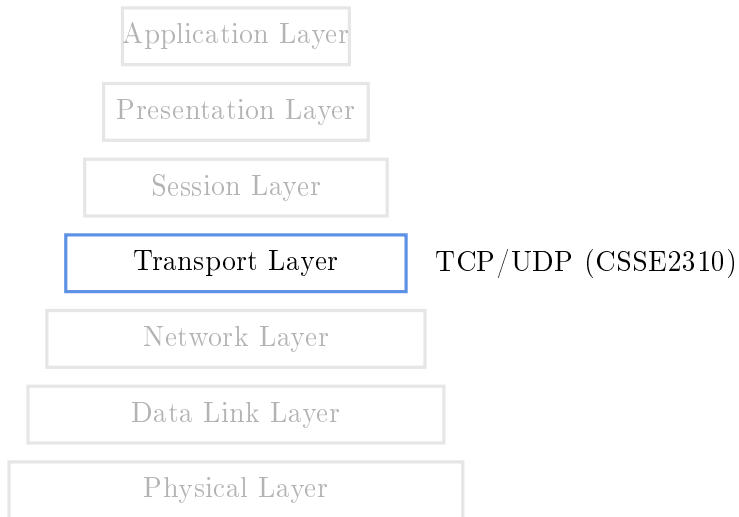 Application Layer
Presentation Layer
Session Layer
Transport Layer TCP/UDP (CSSE2310)
Network Layer
Data Link Layer
Physical Layer